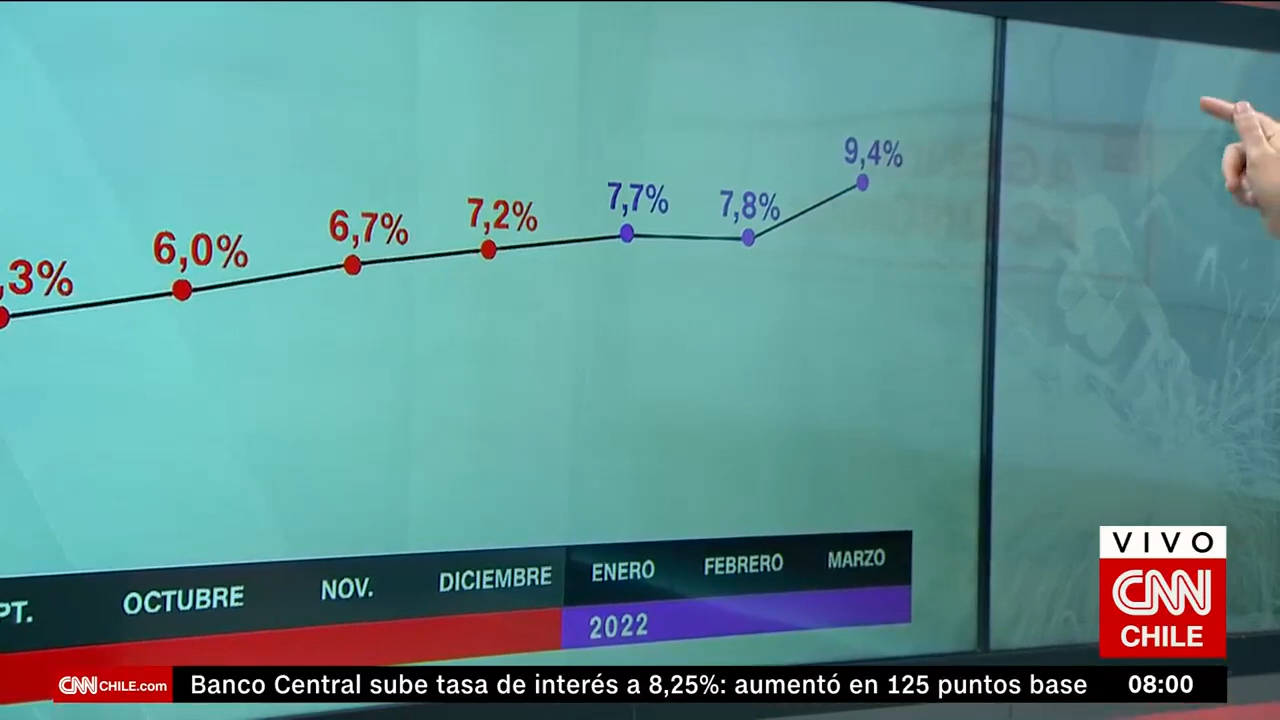 9,4%
7,7%
7,8%
7,2%
6,7%
6,0%
,3%
PT.
OCTUBRE
NOV.
DICIEMBRE
ENERO
FEBRERO
MARZO
2022
VIVO
CNN
CHILE
CNNCHILE.com
Banco Central sube tasa de interés a 8,25%: aumentó en 125 puntos base
08:00